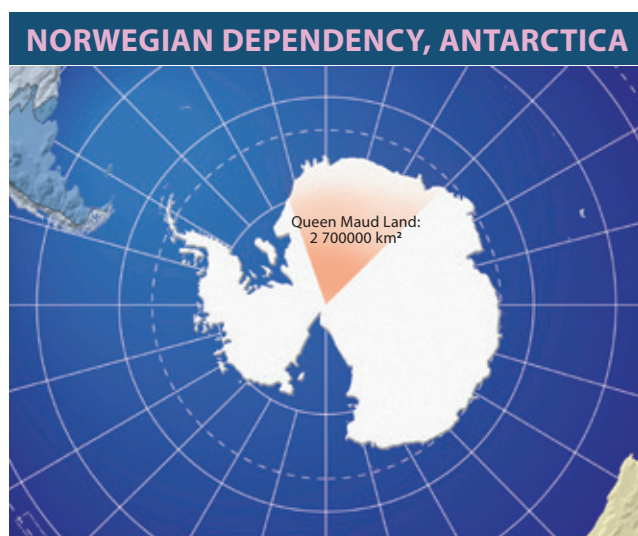 NORWEGIAN DEPENDENCY, ANTARCTICA
Queen Maud Land:
2 700000 km²